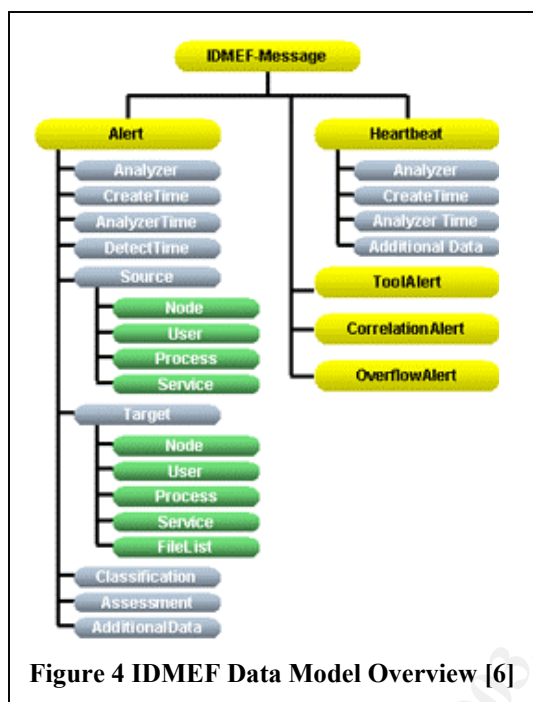 IDMEF-Message
Alert
Analyzer
CreateTime
AnalyzerTime
DetectTime
Source
Node
User
Process
Service
Target
Node
User
Process
Service
FileList
Classification
Assessment
AdditionalData
Heartbeat
Analyzer
CreateTime
Analyzer Time
Additional Data
ToolAlert
CorrelationAlert
OverflowAlert
Figure 4 IDMEF Data Model Overview [6]